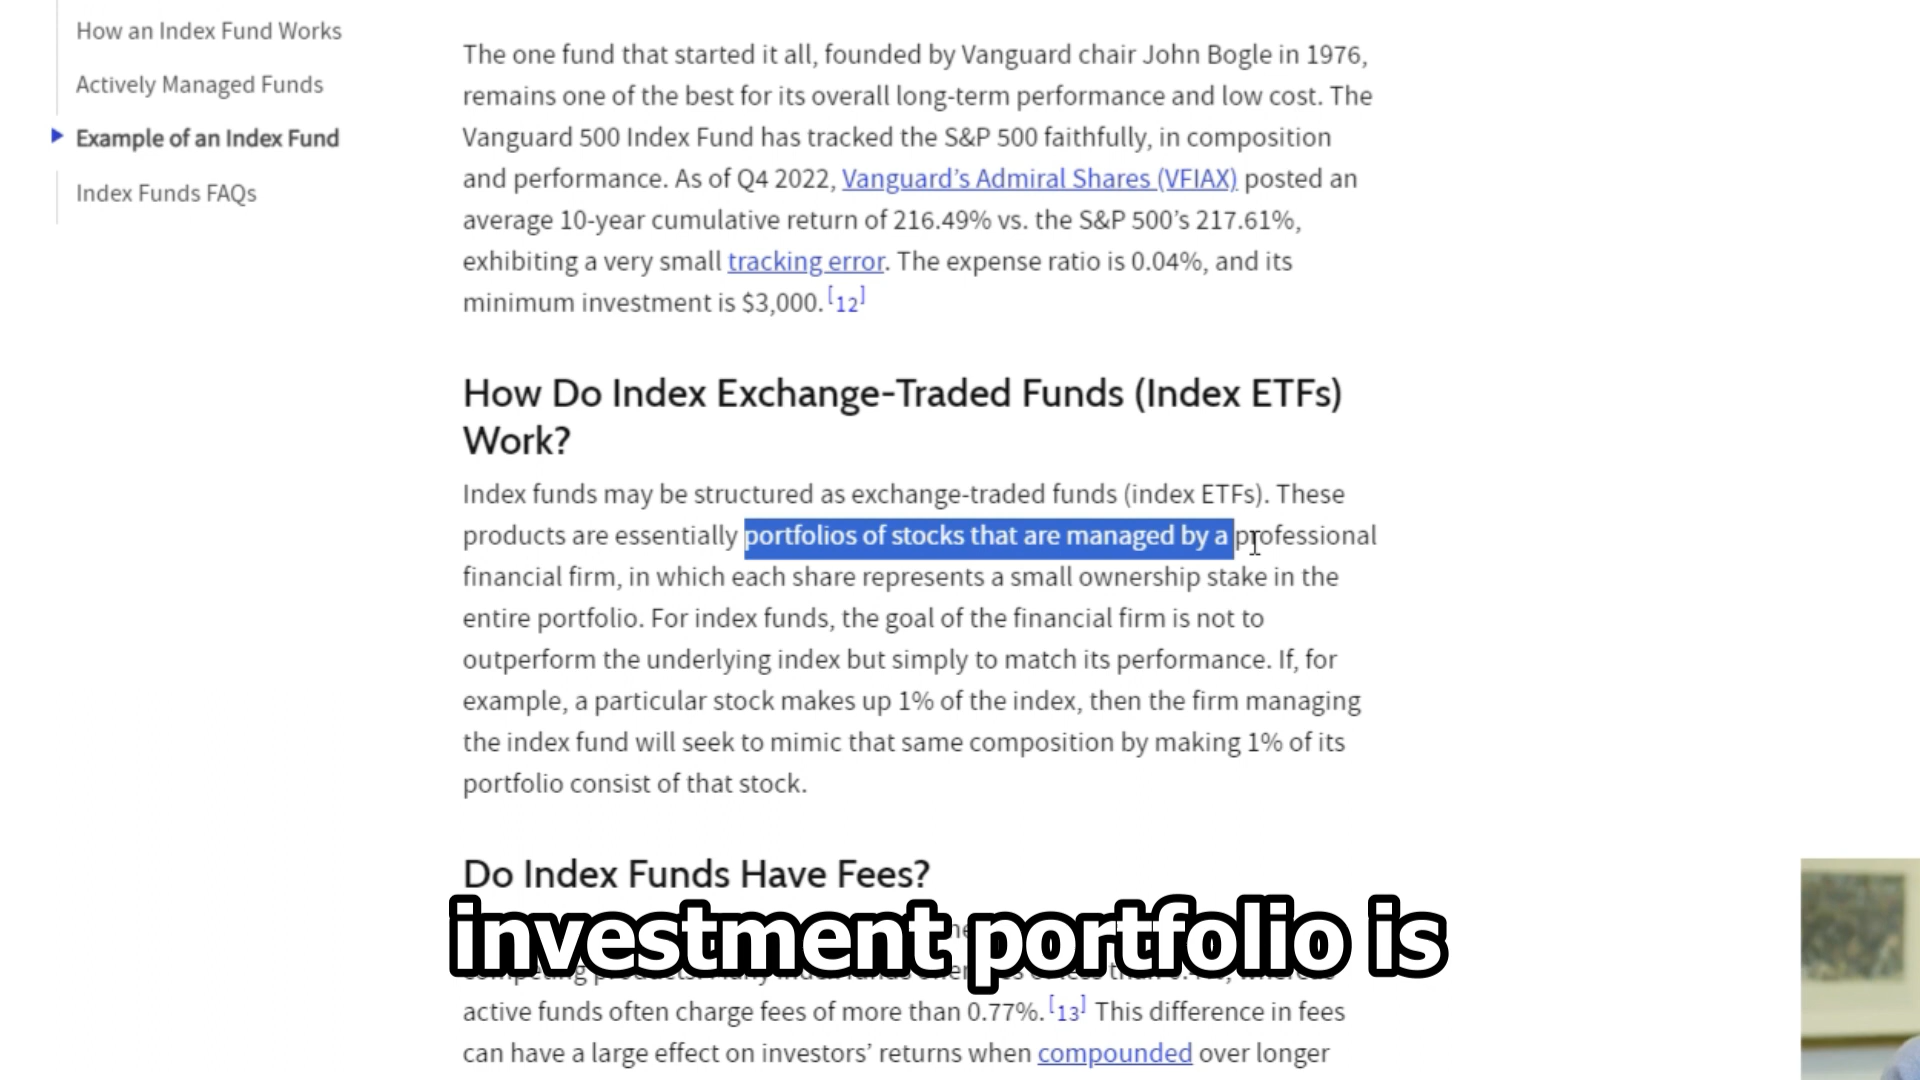 How an Index Fund Works
Actively Managed Funds
Example of an Index Fund
Index Funds FAQs
The one fund that started it all, founded by Vanguard chair John Bogle in 1976,
remains one of the best for its overall long-term performance and low cost. The
Vanguard 500 Index Fund has tracked the S&P 500 faithfully, in composition
and performance. As of Q4 2022, Vanguard’s Admiral Shares (VFIAX) posted an
average 10-year cumulative return of 216.49% vs. the S&P 500’s 217.61%,
exhibiting a very small tracking error. The expense ratio is 0.04%, and its
minimum investment is $3,000. [12]
How Do Index Exchange-Traded Funds (Index ETFs)
Work?
Index funds may be structured as exchange-traded funds (index ETFs). These
products are essentially portfolios of stocks that are managed by a professional
financial firm, in which each share represents a small ownership stake in the
entire portfolio. For index funds, the goal of the financial firm is not to
outperform the underlying index but simply to match its performance. If, for
example, a particular stock makes up 1% of the index, then the firm managing
the index fund will seek to mimic that same composition by making 1% of its
portfolio consist of that stock.
Do Index Funds Have Fees?
investment portfolio is
active funds often charge fees of more than 0.77%. [13] This difference in fees
can have a large effect on investors’ returns when compounded over longer